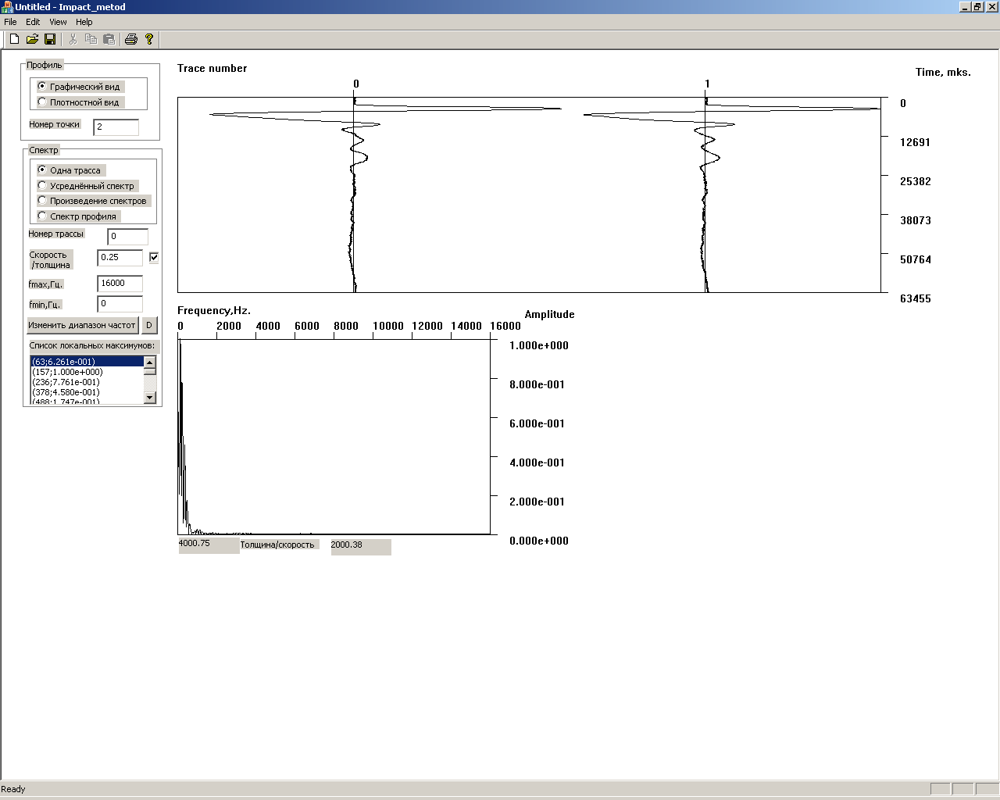 Untitled - Impact_metod
File Edit View Help
Профиль
Графический вид
Плотностной вид
Номер точки 2
Спектр
Одна трасса
Усреднённый спектр
Произведение спектров
Спектр профиля
Номер трассы 0
Скорость
/толщина 0.25
fmax,Гц. 16000
fmin,Гц. 0
Изменить диапазон частот D
Список локальных максимумов:
(63;6.261e-001)
(157;1.000e+000)
(236;7.761e-001)
(378;4.580e-001)
(488;1.747e-001)
Trace number
0 1
Time, mks.
0
12691
25382
38073
50764
63455
Frequency,Hz.
0 2000 4000 6000 8000 10000 12000 14000 16000
Amplitude
1.000e+000
8.000e-001
6.000e-001
4.000e-001
2.000e-001
0.000e+000
4000.75 Толщина/скорость 2000.38
Ready